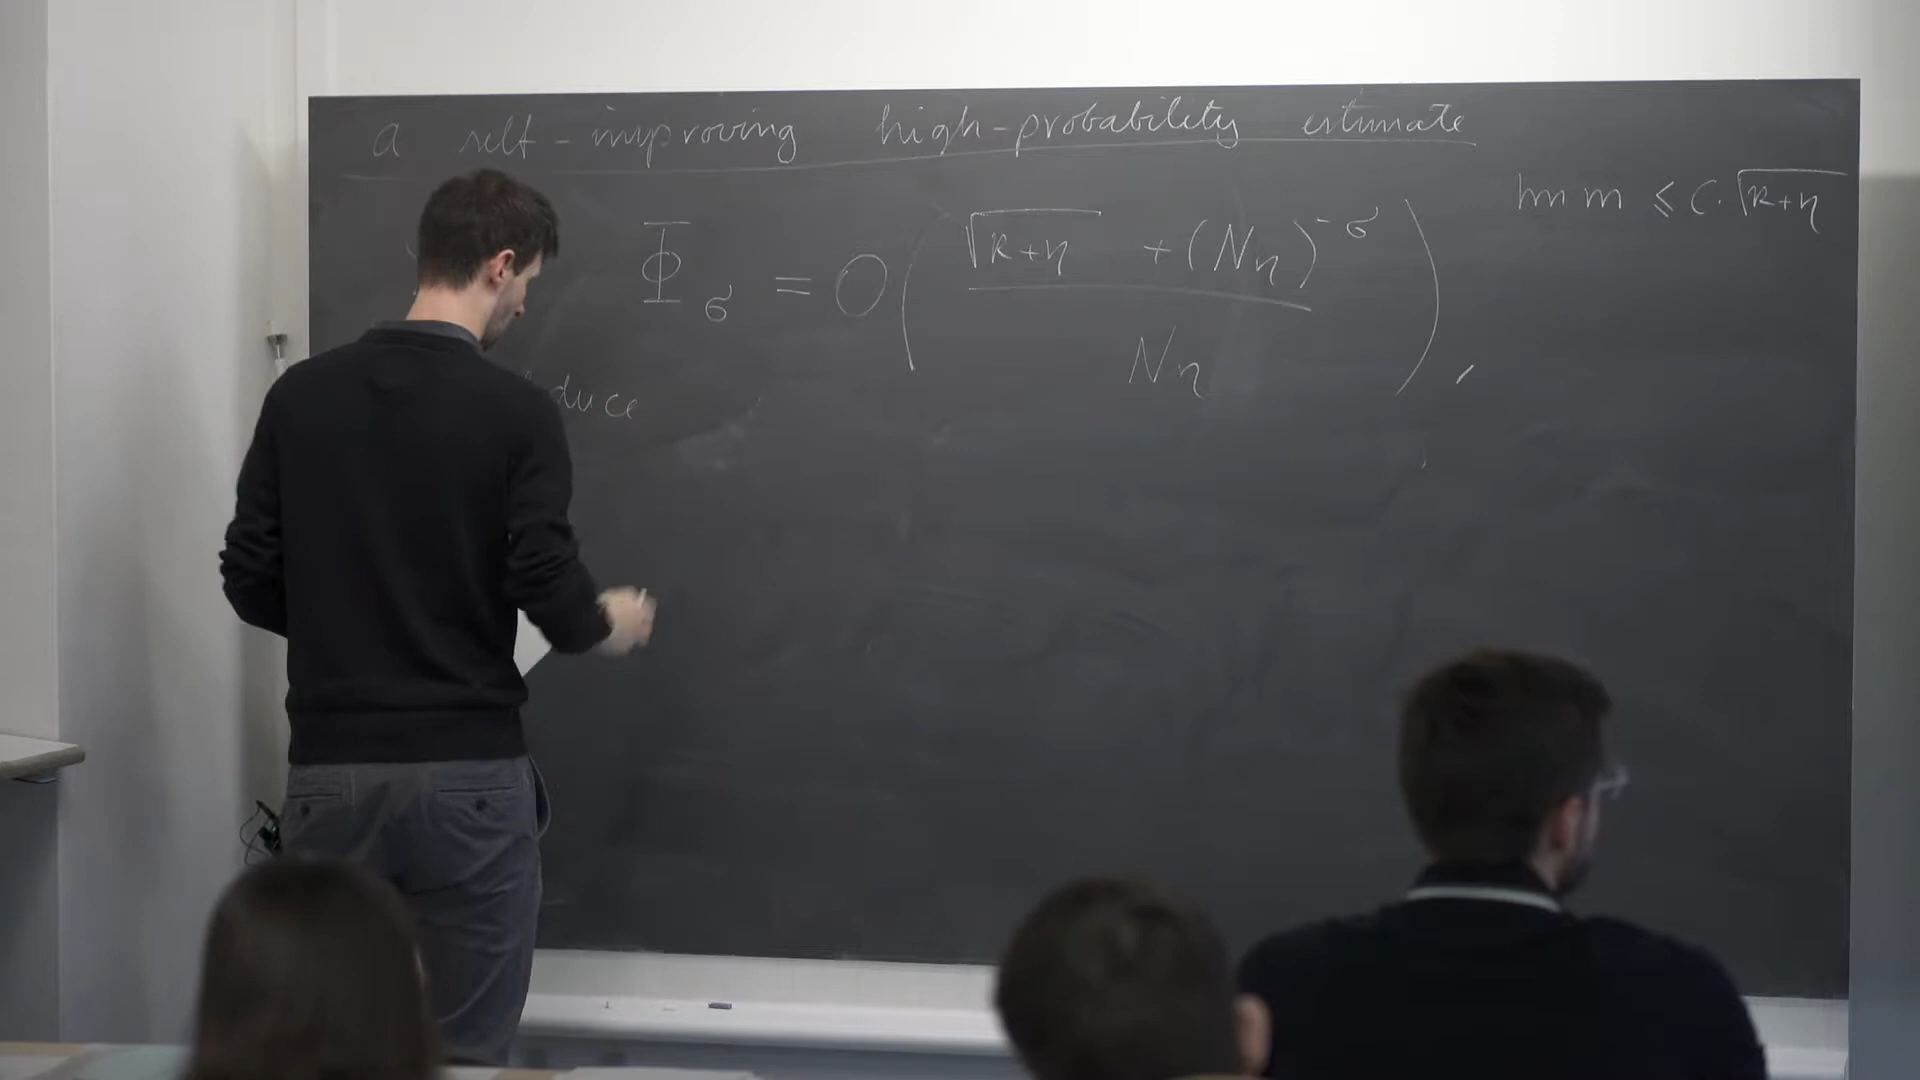 a self-improving high-probability estimate
Im m ≤ C·√κ+η
Φ_σ = O( (√κ+η + (Nη)^-σ) / Nη ),
duce